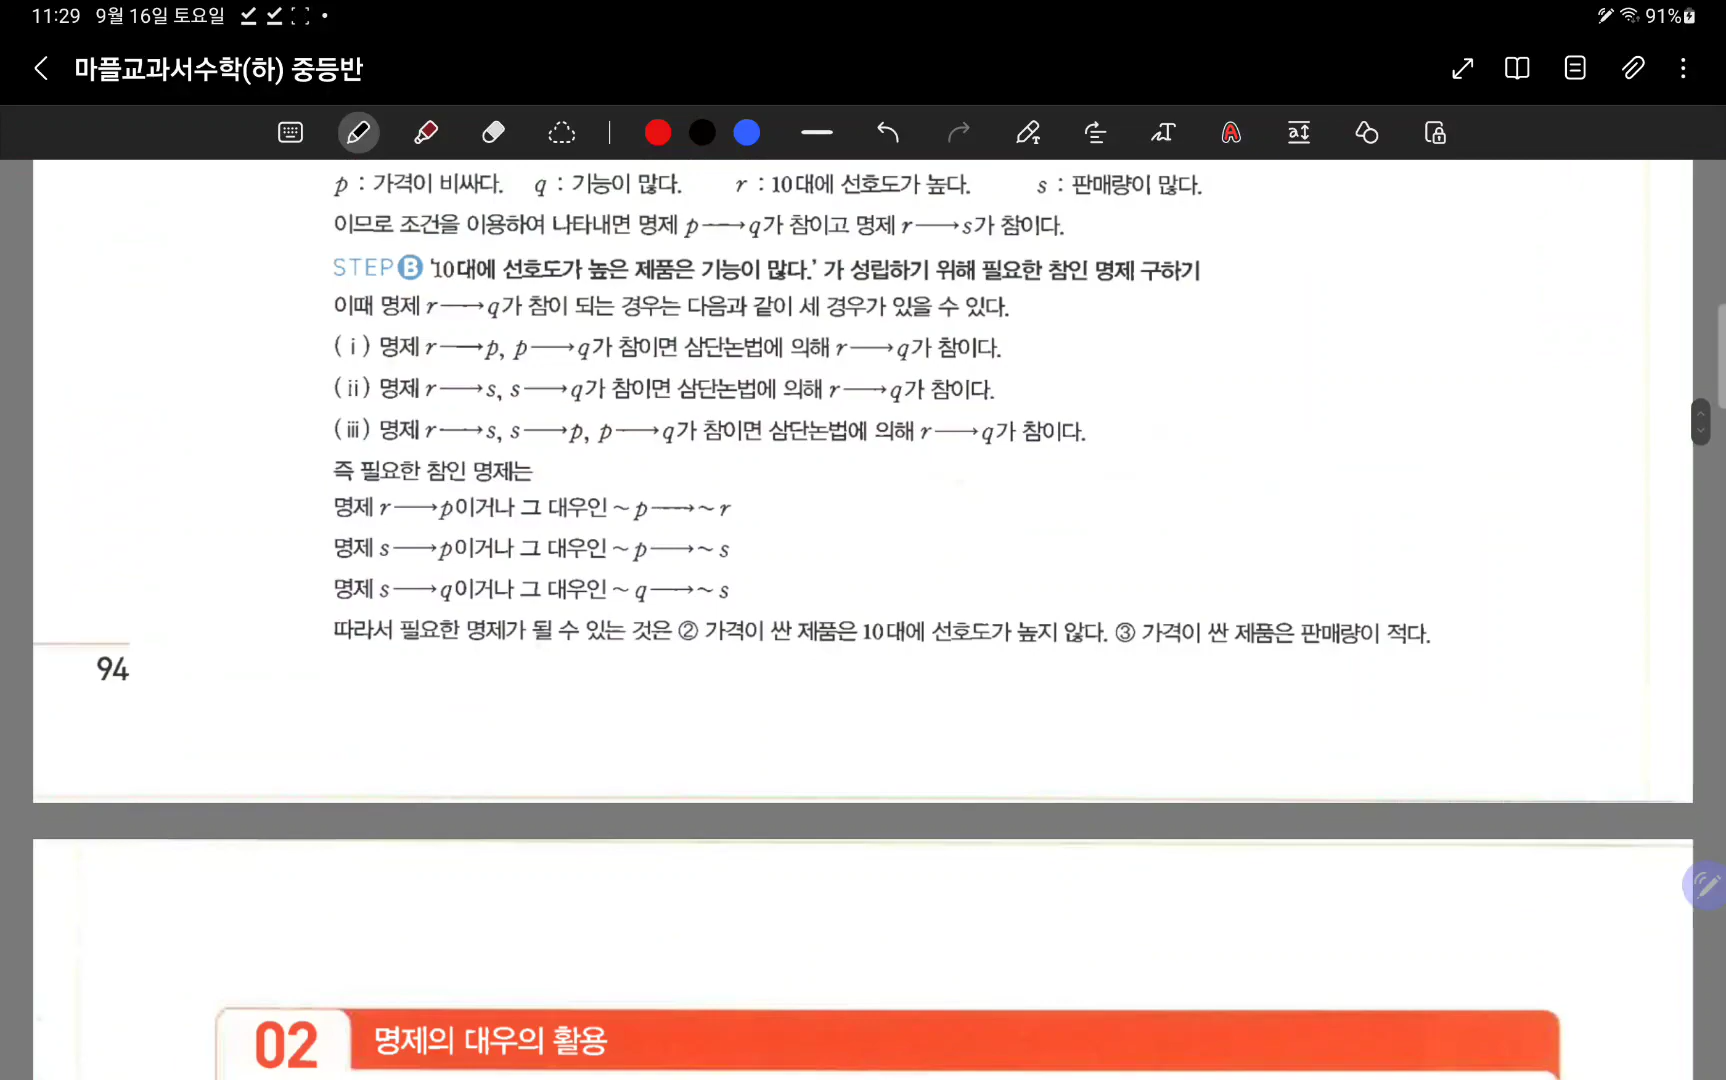 11:29 9월 16일 토요일 91%
마플교과서수학(하) 중등반
p : 가격이 비싸다. q : 기능이 많다. r : 10대에 선호도가 높다. s : 판매량이 많다.
이므로 조건을 이용하여 나타내면 명제 p⟶q가 참이고 명제 r⟶s가 참이다.
STEP B '10대에 선호도가 높은 제품은 기능이 많다.' 가 성립하기 위해 필요한 참인 명제 구하기
이때 명제 r⟶q가 참이 되는 경우는 다음과 같이 세 경우가 있을 수 있다.
(ⅰ) 명제 r⟶p, p⟶q가 참이면 삼단논법에 의해 r⟶q가 참이다.
(ⅱ) 명제 r⟶s, s⟶q가 참이면 삼단논법에 의해 r⟶q가 참이다.
(ⅲ) 명제 r⟶s, s⟶p, p⟶q가 참이면 삼단논법에 의해 r⟶q가 참이다.
즉 필요한 참인 명제는
명제 r⟶p이거나 그 대우인 ~p⟶~r
명제 s⟶p이거나 그 대우인 ~p⟶~s
명제 s⟶q이거나 그 대우인 ~q⟶~s
따라서 필요한 명제가 될 수 있는 것은 ② 가격이 싼 제품은 10대에 선호도가 높지 않다. ③ 가격이 싼 제품은 판매량이 적다.
94
02 명제의 대우의 활용